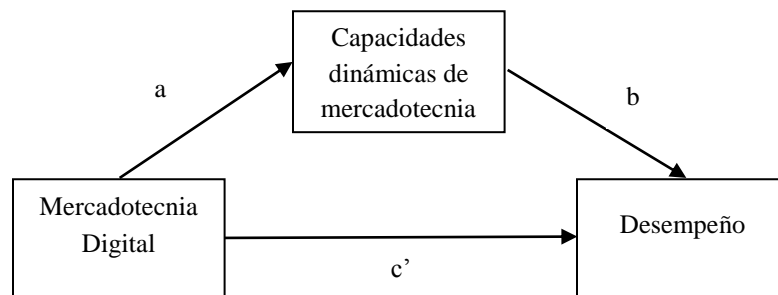 Capacidades
dinámicas de
mercadotecnia
a
b
Mercadotecnia
Digital
Desempeño
c’